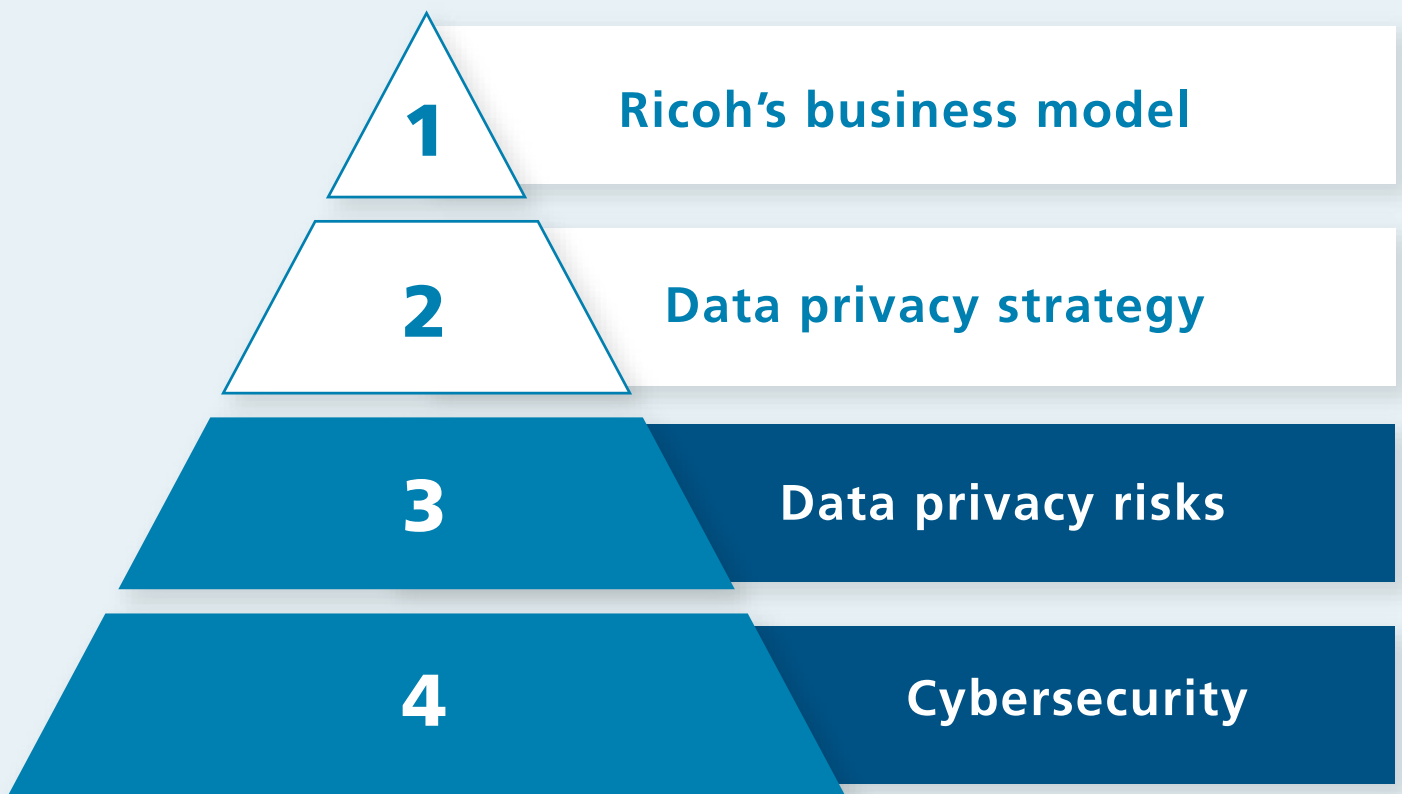 1
Ricoh’s business model
2
Data privacy strategy
3
Data privacy risks
4
Cybersecurity